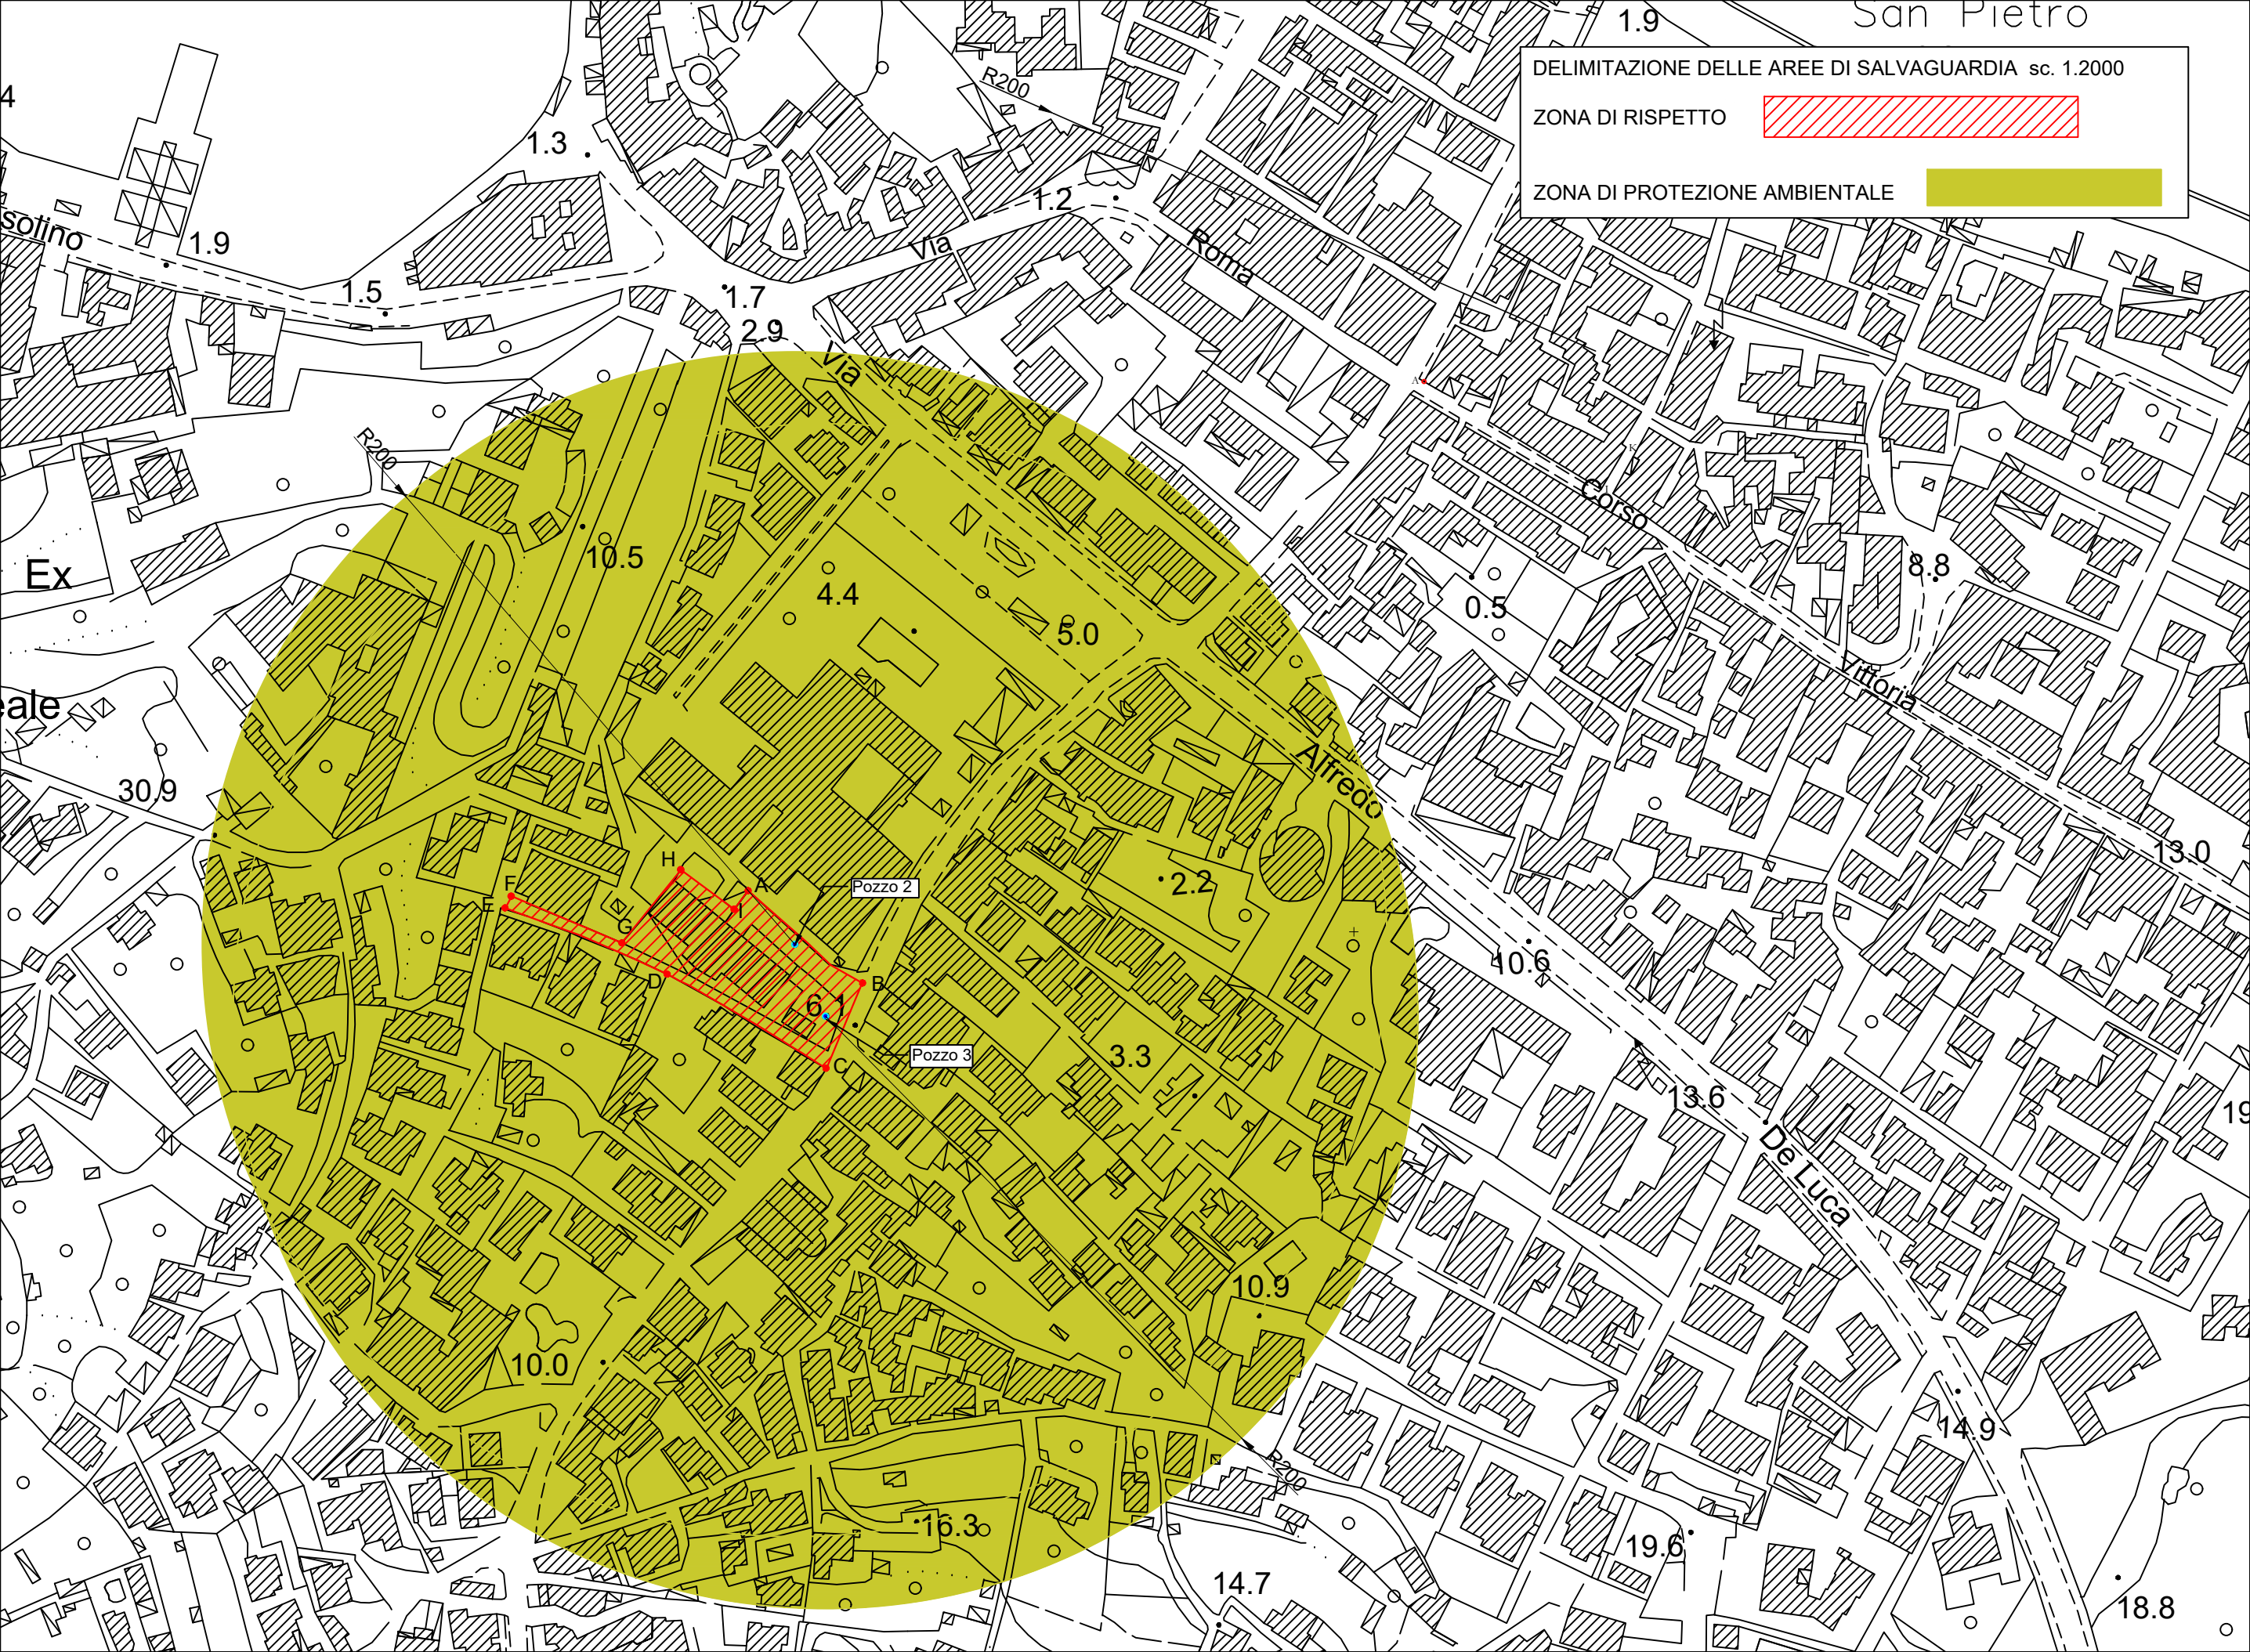 San Pietro
1.9
DELIMITAZIONE DELLE AREE DI SALVAGUARDIA sc. 1.2000
ZONA DI RISPETTO
ZONA DI PROTEZIONE AMBIENTALE
4
R200
1.3
1.2
solino
1.9
Via
Roma
1.5
1.7
2.9
Via
A
R200
K
Corso
10.5
Ex
4.4
8.8
0.5
5.0
Vittoria
eale
30.9
Alfredo
13.0
H
A
Pozzo 2
2.2
F
E
I
G
D
B
10.6
6.1
Pozzo 3
C
3.3
13.6
19
De Luca
10.9
10.0
14.9
R200
16.3
19.6
14.7
18.8